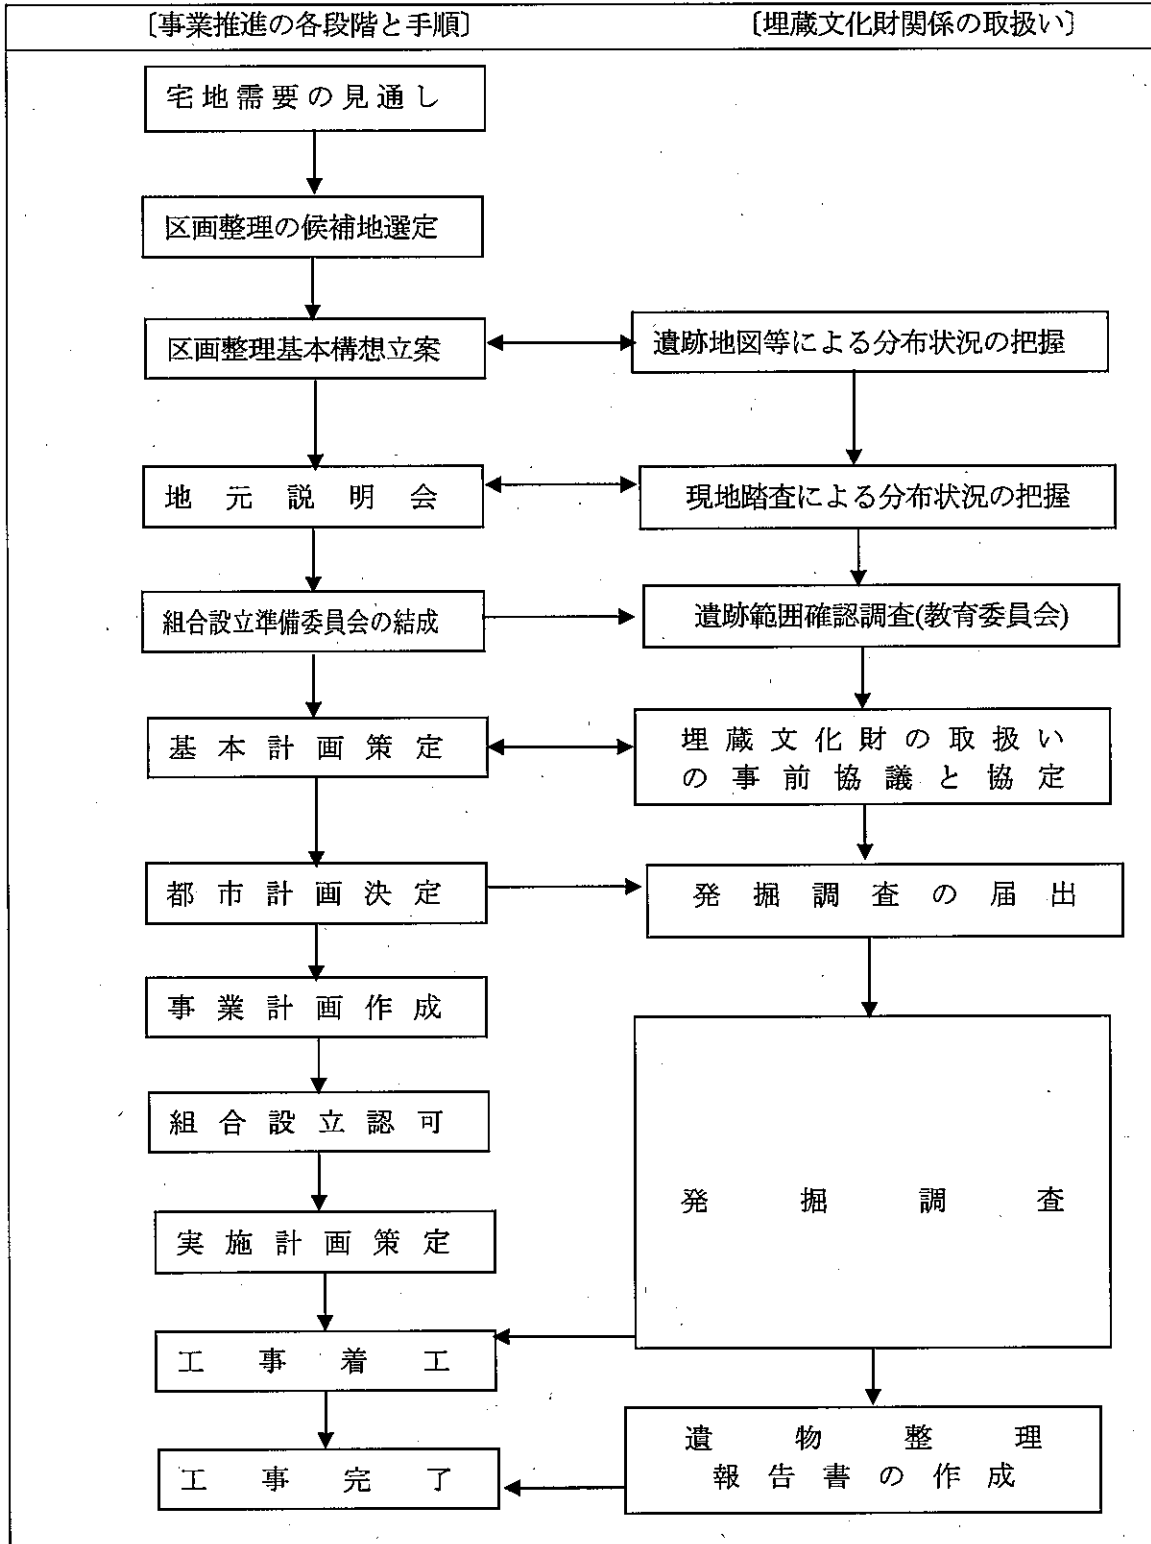 〔事業推進の各段階と手順〕
〔埋蔵文化財関係の取扱い〕
宅地需要の見通し
区画整理の候補地選定
区画整理基本構想立案
遺跡地図等による分布状況の把握
地元説明会
現地踏査による分布状況の把握
組合設立準備委員会の結成
遺跡範囲確認調査(教育委員会)
基本計画策定
埋蔵文化財の取扱い
の事前協議と協定
都市計画決定
発掘調査の届出
事業計画作成
組合設立認可
発掘調査
実施計画策定
工事着工
遺物整理
報告書の作成
工事完了